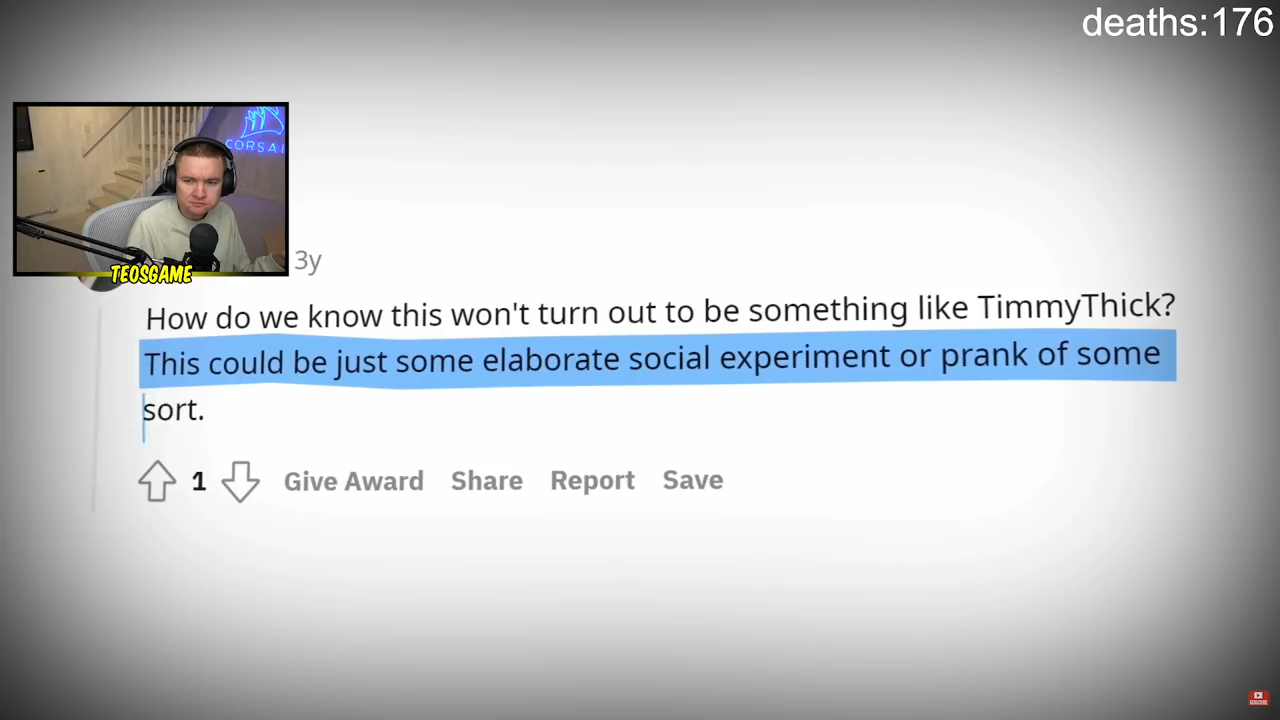 deaths:176
CORSA
TEOSGAME
3y
How do we know this won't turn out to be something like TimmyThick?
This could be just some elaborate social experiment or prank of some
sort.
1
Give Award Share Report Save